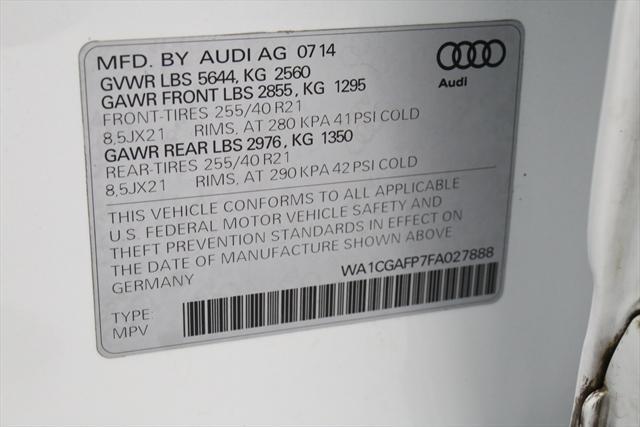 MFD. BY AUDI AG 07 14
GVWR LBS 5644, KG 2560
GAWR FRONT LBS 2855, KG 1295
FRONT-TIRES 255/40 R21
8,5JX21 RIMS, AT 280 KPA 41 PSI COLD
GAWR REAR LBS 2976, KG 1350
REAR-TIRES 255/40 R21
8,5JX21 RIMS, AT 290 KPA 42 PSI COLD
Audi
THIS VEHICLE CONFORMS TO ALL APPLICABLE
U.S. FEDERAL MOTOR VEHICLE SAFETY AND
THEFT PREVENTION STANDARDS IN EFFECT ON
THE DATE OF MANUFACTURE SHOWN ABOVE
GERMANY
WA1CGAFP7FA027888
TYPE:
MPV